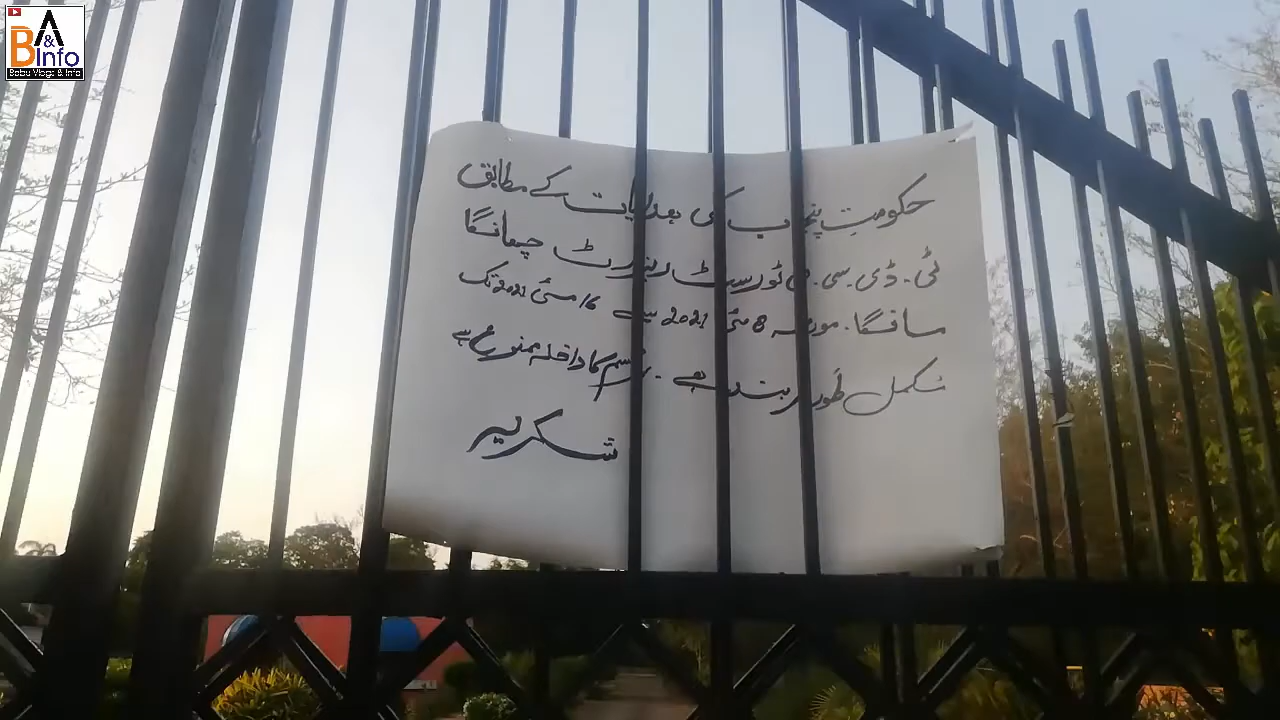 BA
&
Info
Babu Vlogs & Info
حکومتِ پنجاب کی ہدایات کے مطابق
ٹی۔ڈی۔سی۔پی ٹورسٹ ریزرٹ چھانگا
مانگا۔ مورخہ 8 مئی 2021 سے 16 مئی 2021 تک
مکمل طور پر بند ہے۔ ہر قسم کا داخلہ ممنوع ہے
شکریہ